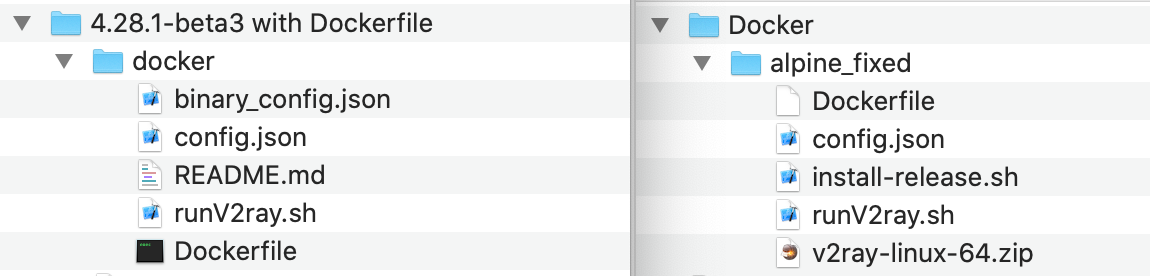 4.28.1-beta3 with Dockerfile
docker
binary_config.json
config.json
README.md
runV2ray.sh
Dockerfile
Docker
alpine_fixed
Dockerfile
config.json
install-release.sh
runV2ray.sh
v2ray-linux-64.zip